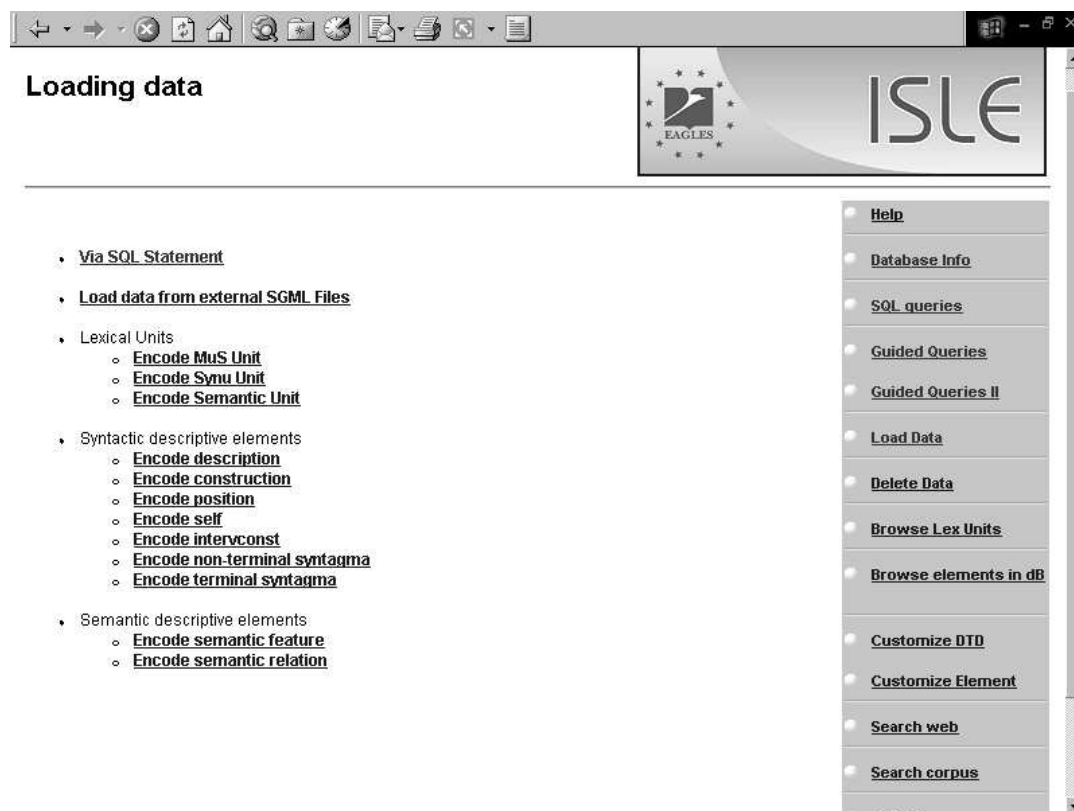 Loading data
EAGLES
ISLE
Via SQL Statement
Load data from external SGML Files
Lexical Units
Encode MuS Unit
Encode Synu Unit
Encode Semantic Unit
Syntactic descriptive elements
Encode description
Encode construction
Encode position
Encode self
Encode intervconst
Encode non-terminal syntagma
Encode terminal syntagma
Semantic descriptive elements
Encode semantic feature
Encode semantic relation
Help
Database Info
SQL queries
Guided Queries
Guided Queries II
Load Data
Delete Data
Browse Lex Units
Browse elements in dB
Customize DTD
Customize Element
Search web
Search corpus